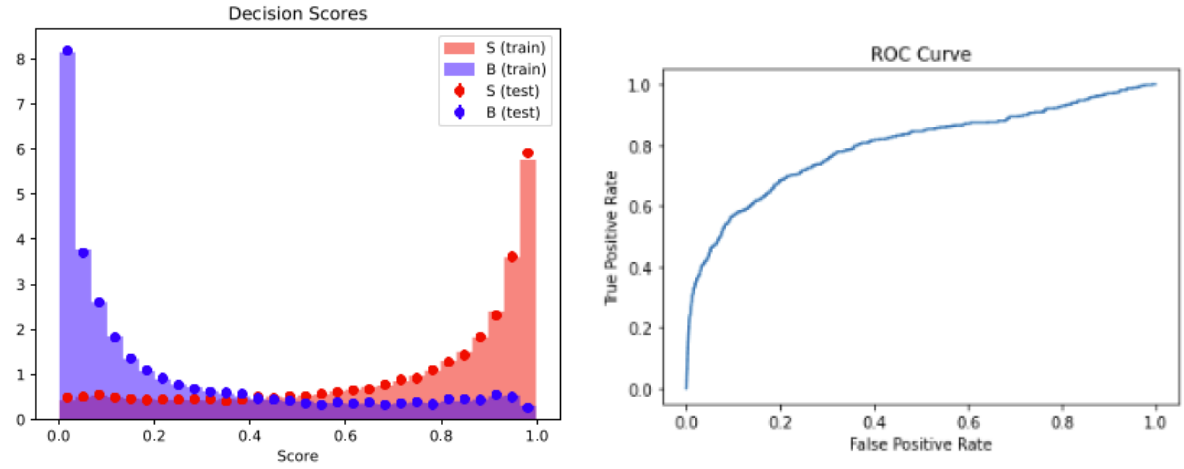 Decision Scores
S (train)
B (train)
S (test)
B (test)
8
7
6
5
4
3
2
1
0
0.0 0.2 0.4 0.6 0.8 1.0
Score
ROC Curve
True Positive Rate
1.0
0.8
0.6
0.4
0.2
0.0
0.0 0.2 0.4 0.6 0.8 1.0
False Positive Rate